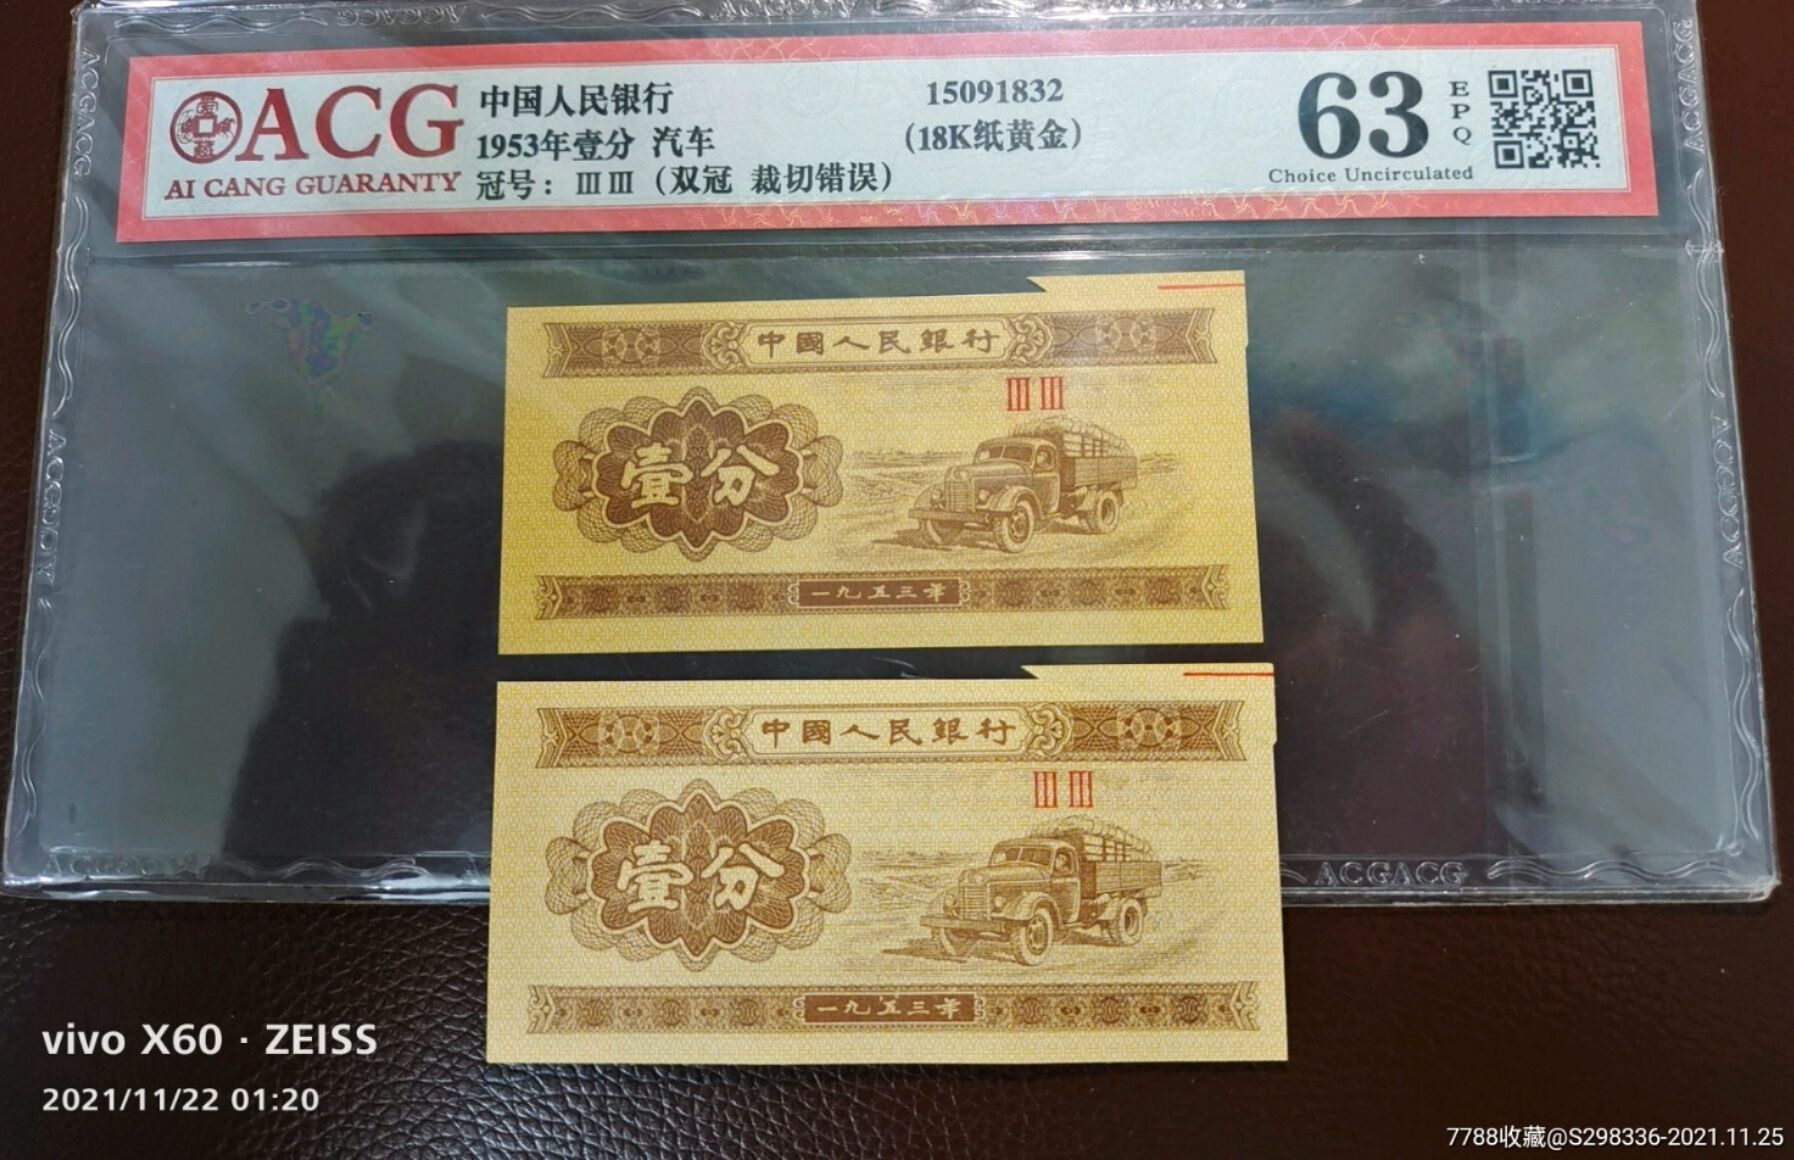 ACG
AI CANG GUARANTY
中国人民银行
1953年壹分 汽车
冠号：ⅢⅢ（双冠 裁切错误）
15091832
（18K纸黄金）
63
EPQ
Choice Uncirculated
中國人民銀行
ⅢⅢ
壹分
一九五三年
中國人民銀行
ⅢⅢ
壹分
一九五三年
ACGACG
vivo X60 · ZEISS
2021/11/22 01:20
7788收藏@S298336-2021.11.25